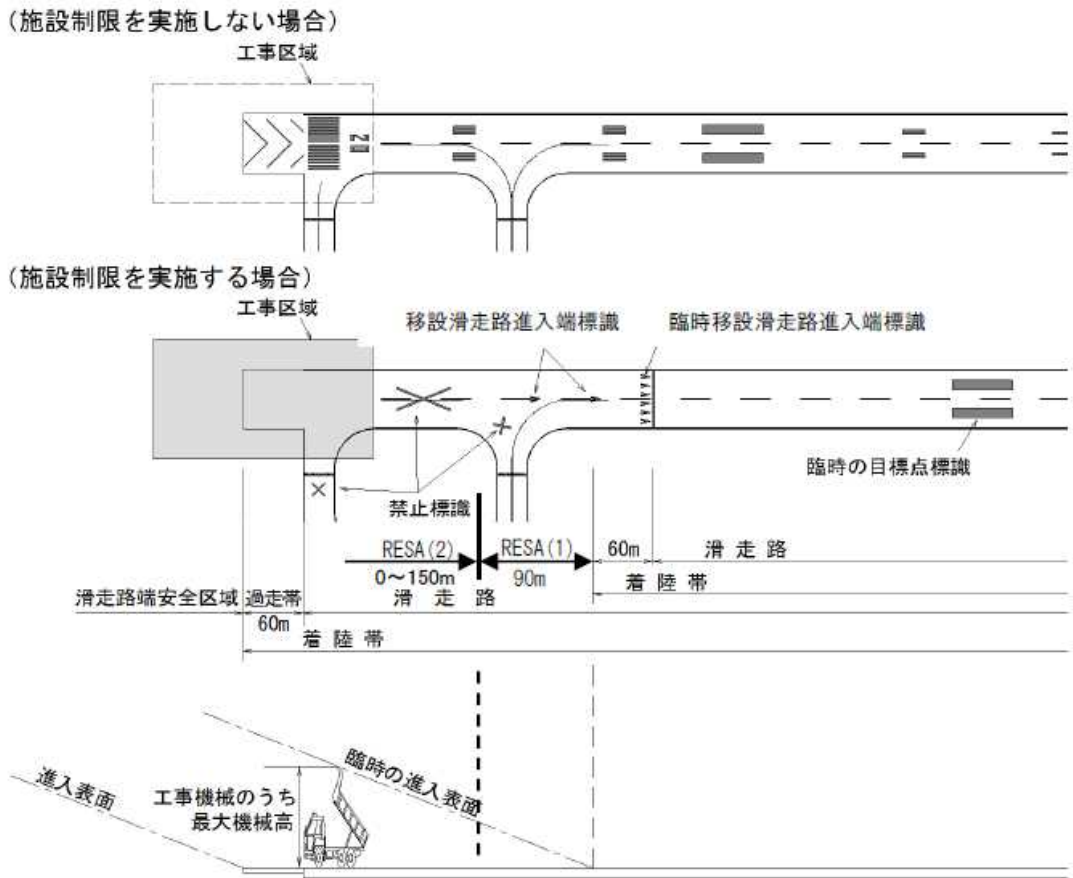 (施設制限を実施しない場合)
工事区域
02
(施設制限を実施する場合)
工事区域
移設滑走路進入端標識
臨時移設滑走路進入端標識
臨時の目標点標識
禁止標識
RESA(2)
RESA(1)
60m
滑走路
0～150m
90m
着陸帯
滑走路端安全区域
過走帯
滑走路
60m
着陸帯
進入表面
臨時の進入表面
工事機械のうち
最大機械高